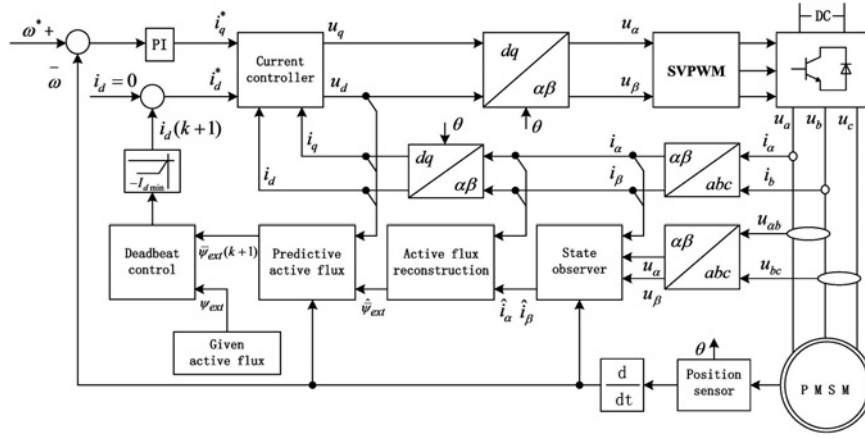 DC
ω* +
i_q*
u_q
u_α
PI
Current controller
dq
αβ
SVPWM
−
ω
i_d = 0
i_d*
u_d
u_β
θ
u_a
u_b
u_c
i_d(k+1)
θ
i_q
dq
αβ
i_α
αβ
abc
i_α
−I_d min
i_d
i_β
i_b
Deadbeat control
ψ̄_ext(k+1)
Predictive active flux
Active flux reconstruction
State observer
u_α
αβ
abc
u_ab
u_bc
ψ_ext
ψ̄̂_ext
î_α î_β
u_β
Given active flux
θ
d
dt
Position sensor
PMSM